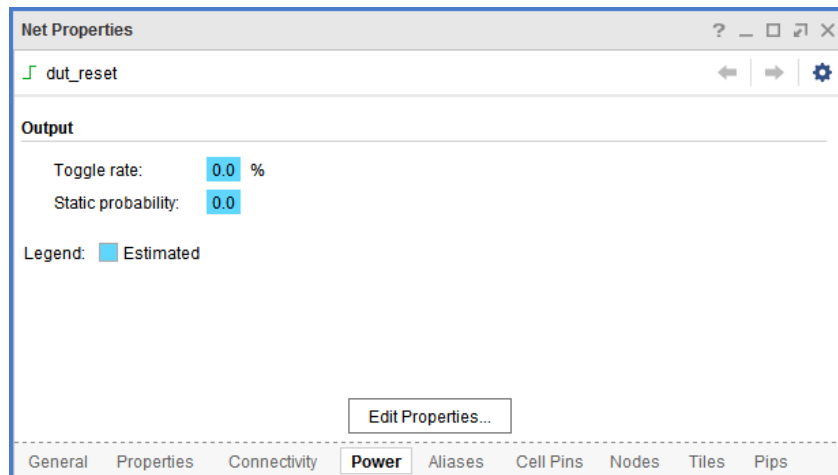 Net Properties
dut_reset
Output
Toggle rate: 0.0 %
Static probability: 0.0
Legend: Estimated
Edit Properties...
General Properties Connectivity Power Aliases Cell Pins Nodes Tiles Pips